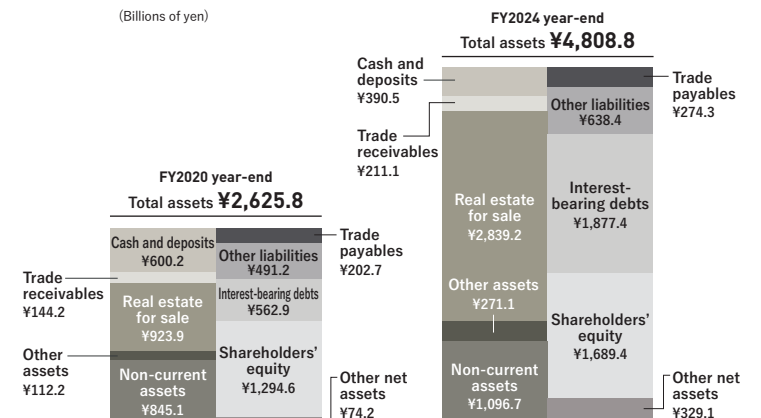 (Billions of yen)
FY2020 year-end
Total assets ¥2,625.8
Cash and deposits
¥600.2
Trade
receivables
¥144.2
Real estate
for sale
¥923.9
Other
assets
¥112.2
Non-current
assets
¥845.1
Trade
payables
¥202.7
Other liabilities
¥491.2
Interest-bearing debts
¥562.9
Shareholders’
equity
¥1,294.6
Other net
assets
¥74.2
FY2024 year-end
Total assets ¥4,808.8
Cash and
deposits
¥390.5
Trade
receivables
¥211.1
Real estate
for sale
¥2,839.2
Other assets
¥271.1
Non-current
assets
¥1,096.7
Trade
payables
¥274.3
Other liabilities
¥638.4
Interest-
bearing debts
¥1,877.4
Shareholders’
equity
¥1,689.4
Other net
assets
¥329.1